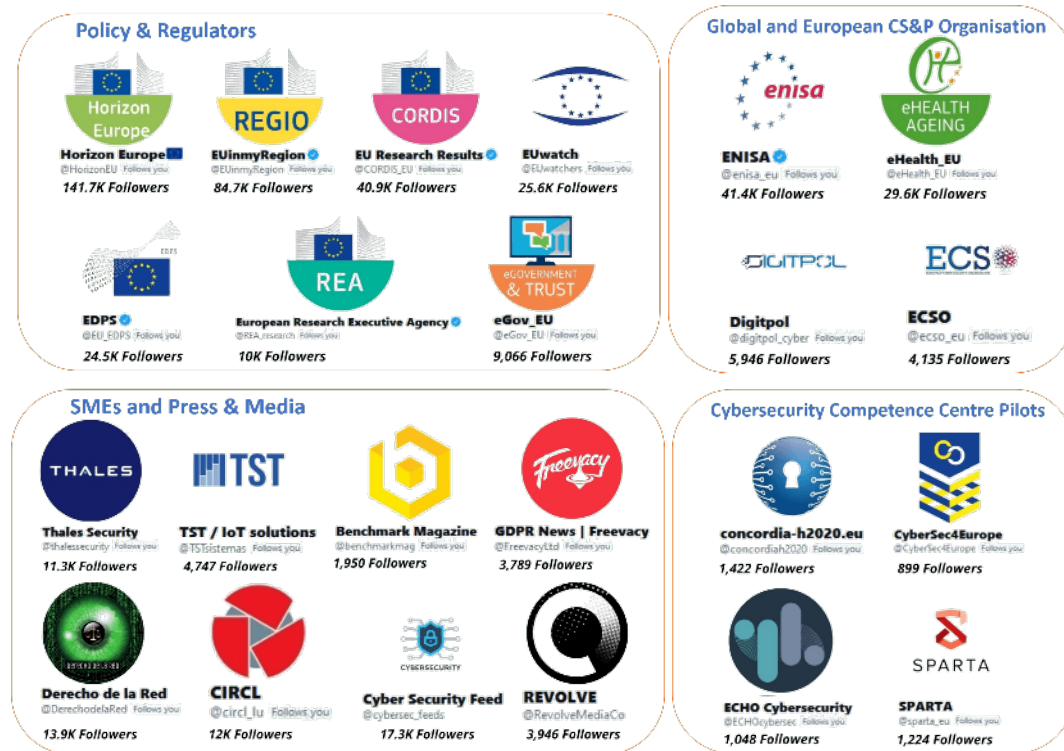 Policy & Regulators
Horizon
Europe
REGIO
CORDIS
Horizon Europe
@HorizonEU Follows you
141.7K Followers
EUinmyRegion
@EUinmyRegion Follows you
84.7K Followers
EU Research Results
@CORDIS_EU Follows you
40.9K Followers
EUwatch
@EUwatchers Follows you
25.6K Followers
EDPS
REA
eGOVERNMENT
& TRUST
EDPS
@EU_EDPS Follows you
24.5K Followers
European Research Executive Agency
@REA_research Follows you
10K Followers
eGov_EU
@eGov_EU Follows you
9,066 Followers
Global and European CS&P Organisation
enisa
eHEALTH
AGEING
ENISA
@enisa_eu Follows you
41.4K Followers
eHealth_EU
@eHealth_EU Follows you
29.6K Followers
DIGITPOL
ECS
Digitpol
@digitpol_cyber Follows you
5,946 Followers
ECSO
@ecso_eu Follows you
4,135 Followers
SMEs and Press & Media
THALES
TST
Freevacy
Thales Security
@thalessecurity Follows you
11.3K Followers
TST / IoT solutions
@TSTsistemas Follows you
4,747 Followers
Benchmark Magazine
@benchmarkmag Follows you
1,950 Followers
GDPR News | Freevacy
@FreevacyLtd Follows you
3,789 Followers
DERECHO DE LA RED
CYBERSECURITY
Derecho de la Red
@DerechodelaRed Follows you
13.9K Followers
CIRCL
@circl_lu Follows you
12K Followers
Cyber Security Feed
@cybersec_feeds
17.3K Followers
REVOLVE
@RevolveMediaCo
3,946 Followers
Cybersecurity Competence Centre Pilots
concordia-h2020.eu
@concordiah2020 Follows you
1,422 Followers
CyberSec4Europe
@CyberSec4Europe Follows you
899 Followers
SPARTA
ECHO Cybersecurity
@ECHOcybersec Follows you
1,048 Followers
SPARTA
@sparta_eu Follows you
1,224 Followers